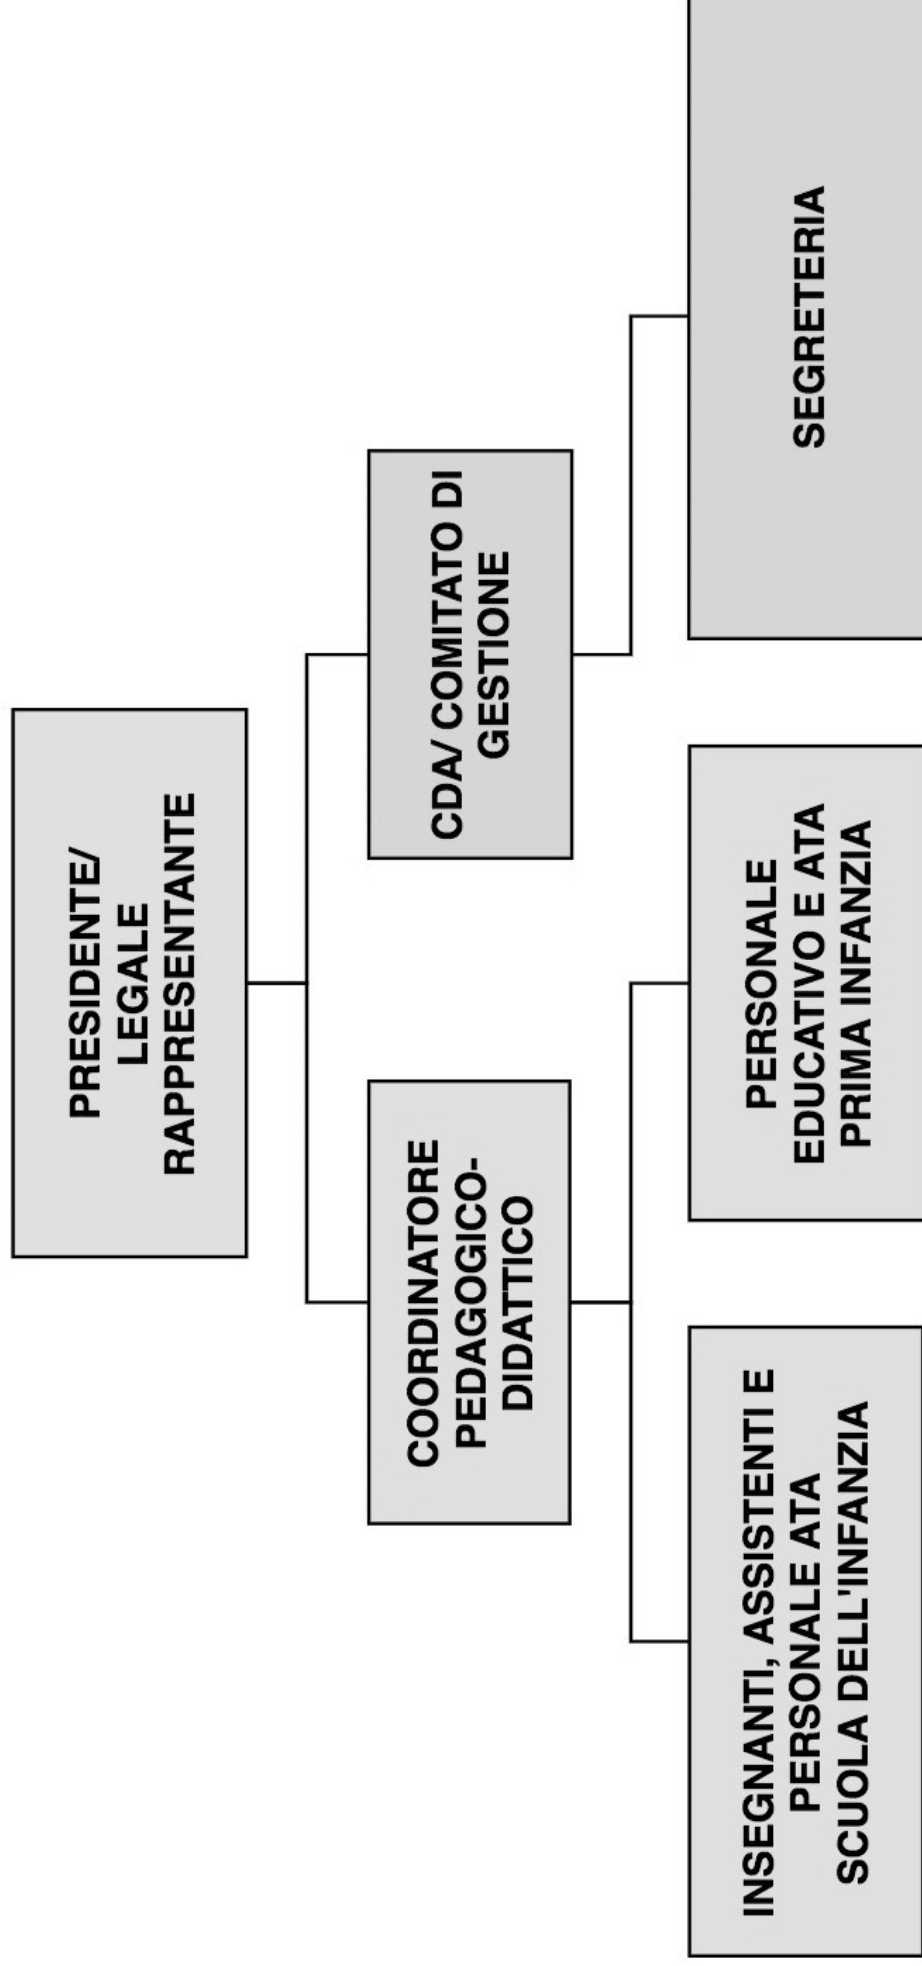 PRESIDENTE/
LEGALE
RAPPRESENTANTE
COORDINATORE
PEDAGOGICO-
DIDATTICO
CDA/ COMITATO DI
GESTIONE
INSEGNANTI, ASSISTENTI E
PERSONALE ATA
SCUOLA DELL'INFANZIA
PERSONALE
EDUCATIVO E ATA
PRIMA INFANZIA
SEGRETERIA